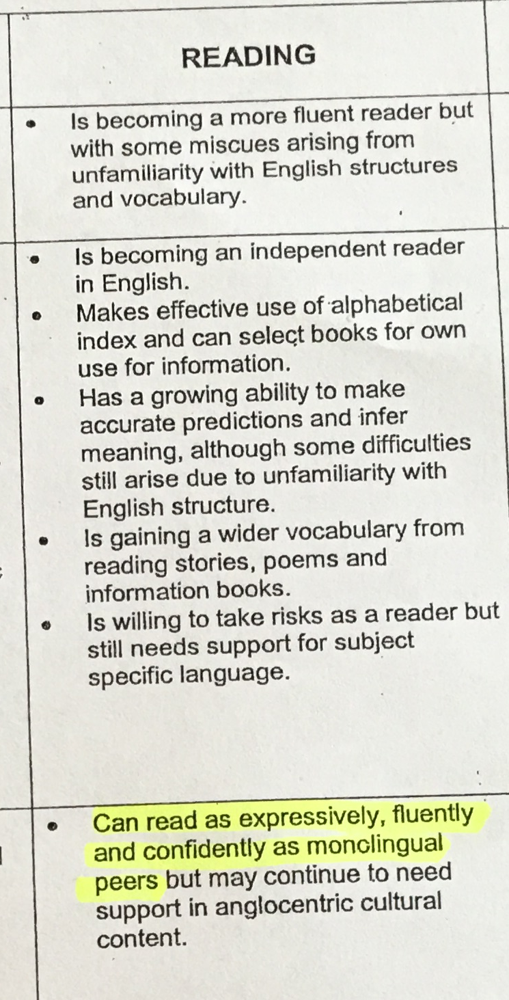 READING
• Is becoming a more fluent reader but
with some miscues arising from
unfamiliarity with English structures
and vocabulary.
• Is becoming an independent reader
in English.
• Makes effective use of alphabetical
index and can select books for own
use for information.
• Has a growing ability to make
accurate predictions and infer
meaning, although some difficulties
still arise due to unfamiliarity with
English structure.
• Is gaining a wider vocabulary from
reading stories, poems and
information books.
• Is willing to take risks as a reader but
still needs support for subject
specific language.
• Can read as expressively, fluently
and confidently as monolingual
peers but may continue to need
support in anglocentric cultural
content.